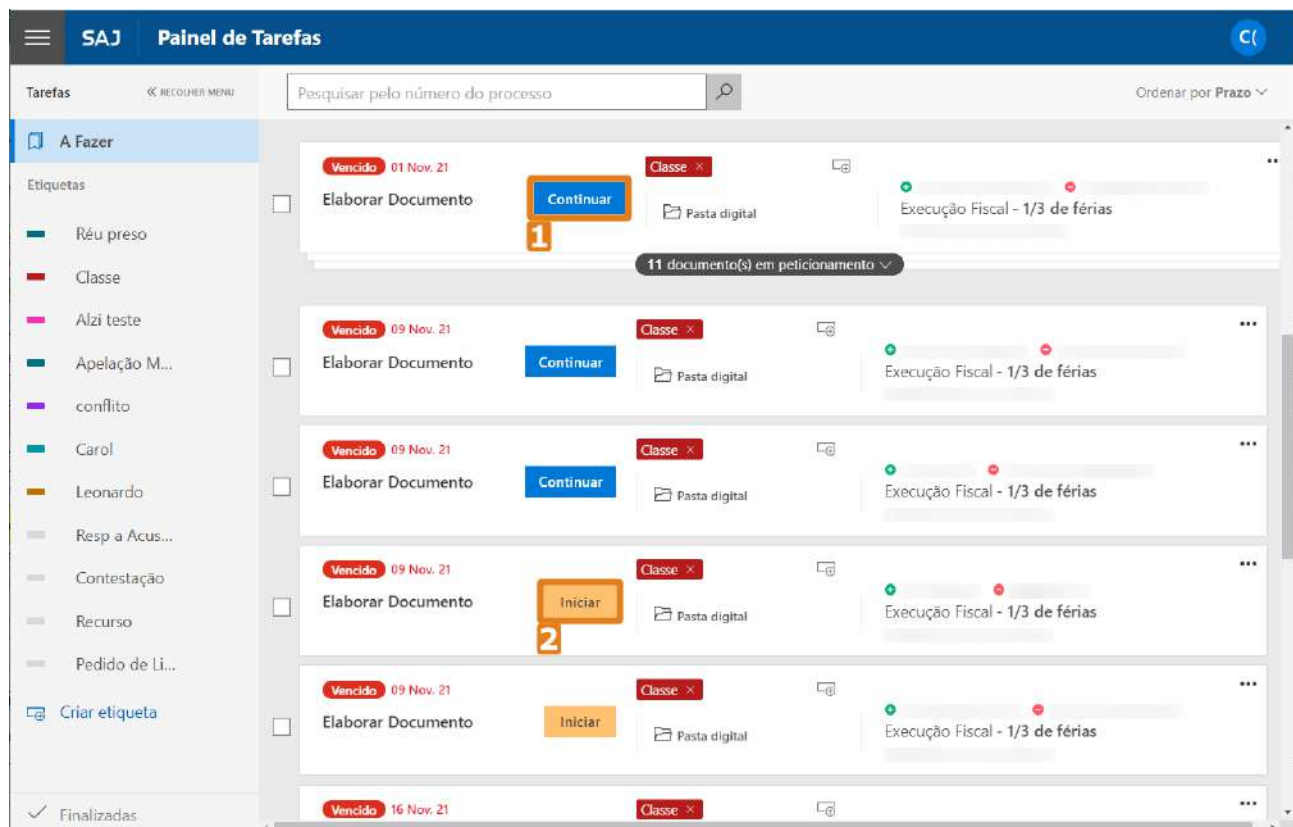 SAJ Painel de Tarefas C(
Tarefas RECOLHER MENU Pesquisar pelo número do processo Ordenar por Prazo
A Fazer
Etiquetas
Réu preso
Classe
Alzi teste
Apelação M...
conflito
Carol
Leonardo
Resp a Acus...
Contestação
Recurso
Pedido de Li...
Criar etiqueta
Finalizadas
Vencido 01 Nov. 21 Classe ×
Elaborar Documento Continuar Pasta digital Execução Fiscal - 1/3 de férias
1
11 documento(s) em peticionamento
Vencido 09 Nov. 21 Classe ×
Elaborar Documento Continuar Pasta digital Execução Fiscal - 1/3 de férias
Vencido 09 Nov. 21 Classe ×
Elaborar Documento Continuar Pasta digital Execução Fiscal - 1/3 de férias
Vencido 09 Nov. 21 Classe ×
Elaborar Documento Iniciar Pasta digital Execução Fiscal - 1/3 de férias
2
Vencido 09 Nov. 21 Classe ×
Elaborar Documento Iniciar Pasta digital Execução Fiscal - 1/3 de férias
Vencido 16 Nov. 21 Classe ×